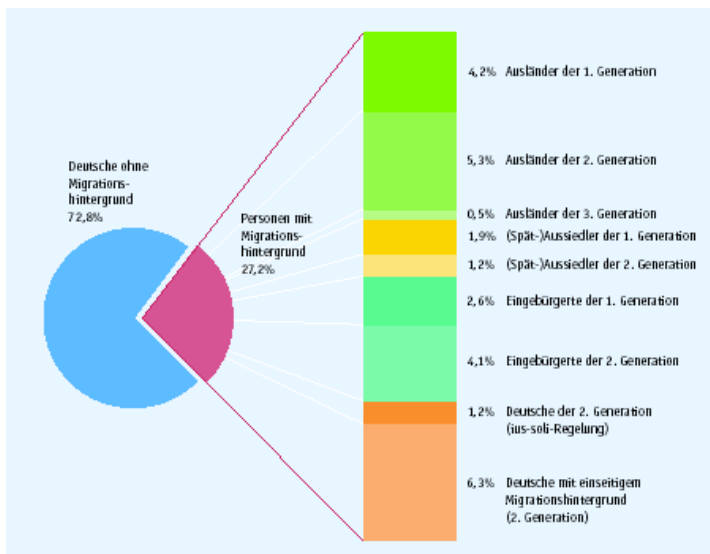 Deutsche ohne
Migrations-
hintergrund
72,8%
Personen mit
Migrations-
hintergrund
27,2%
4,2% Ausländer der 1. Generation
5,3% Ausländer der 2. Generation
0,5% Ausländer der 3. Generation
1,9% (Spät-)Aussiedler der 1. Generation
1,2% (Spät-)Aussiedler der 2. Generation
2,6% Eingebürgerte der 1. Generation
4,1% Eingebürgerte der 2. Generation
1,2% Deutsche der 2. Generation
(ius-soli-Regelung)
6,3% Deutsche mit einseitigem
Migrationshintergrund
(2. Generation)